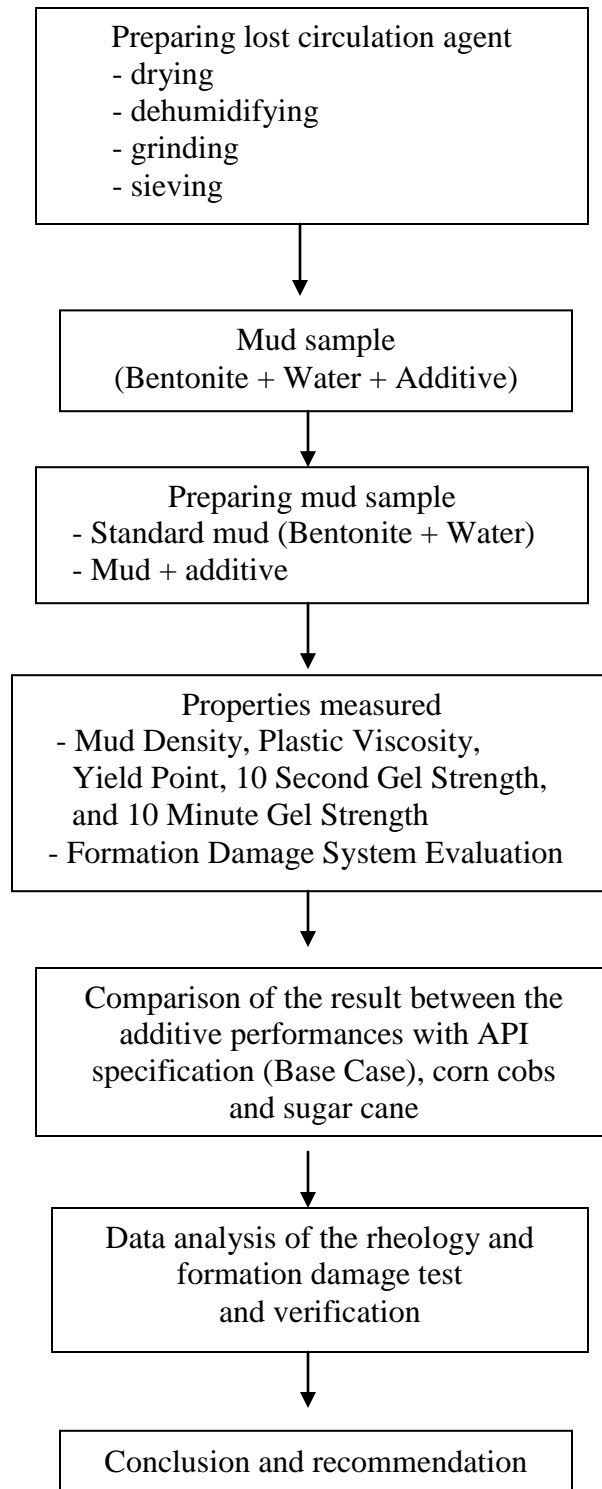 Preparing lost circulation agent
- drying
- dehumidifying
- grinding
- sieving
Mud sample
(Bentonite + Water + Additive)
Preparing mud sample
- Standard mud (Bentonite + Water)
- Mud + additive
Properties measured
- Mud Density, Plastic Viscosity,
Yield Point, 10 Second Gel Strength,
and 10 Minute Gel Strength
- Formation Damage System Evaluation
Comparison of the result between the
additive performances with API
specification (Base Case), corn cobs
and sugar cane
Data analysis of the rheology and
formation damage test
and verification
Conclusion and recommendation